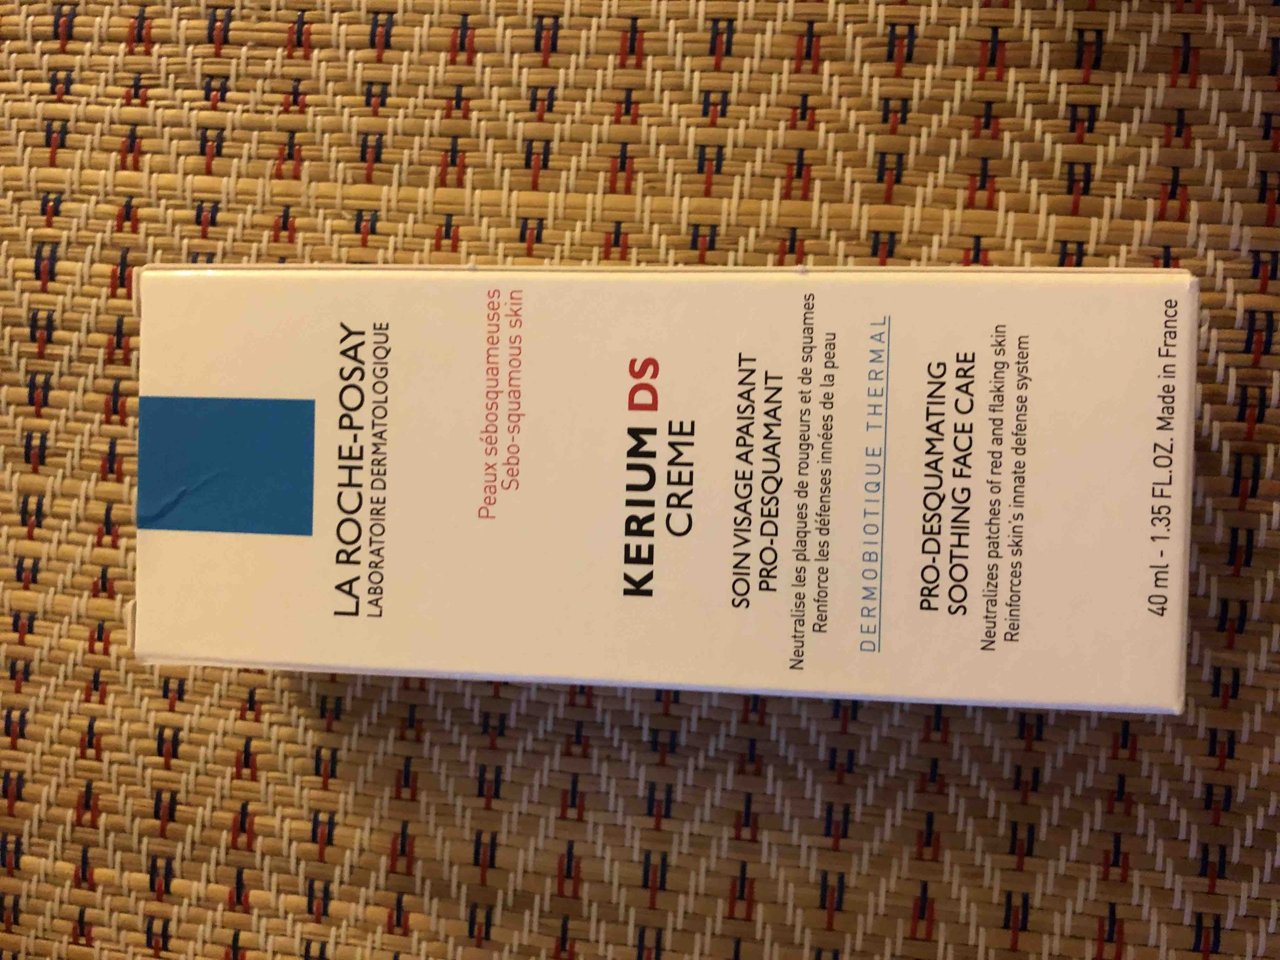 LA ROCHE-POSAY
LABORATOIRE DERMATOLOGIQUE
Peaux sébosquameuses
Sebo-squamous skin
KERIUM DS
CREME
SOIN VISAGE APAISANT
PRO-DESQUAMANT
Neutralise les plaques de rougeurs et de squames
Renforce les défenses innées de la peau
DERMOBIOTIQUE THERMAL
PRO-DESQUAMATING
SOOTHING FACE CARE
Neutralizes patches of red and flaking skin
Reinforces skin's innate defense system
40 ml - 1.35 FL.OZ. Made in France